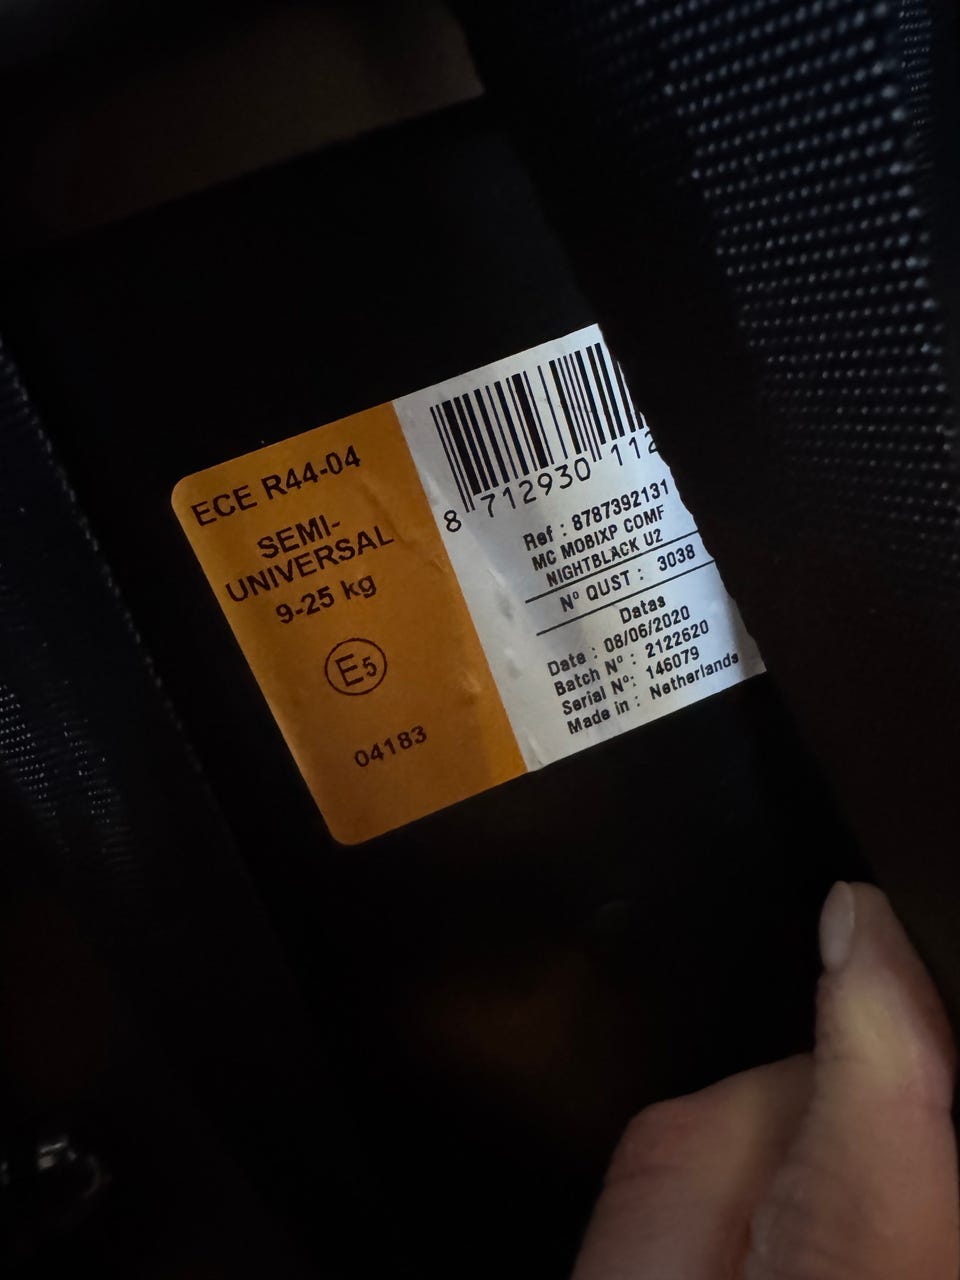 ECE R44-04
SEMI-
UNIVERSAL
9-25 kg
E5
04183
8 712930 112
Ref : 8787392131
MC MOBIXP COMF
NIGHTBLACK U2
Nº QUST : 3038
Datas
Date : 08/06/2020
Batch Nº : 2122620
Serial Nº: 146079
Made in : Netherlands